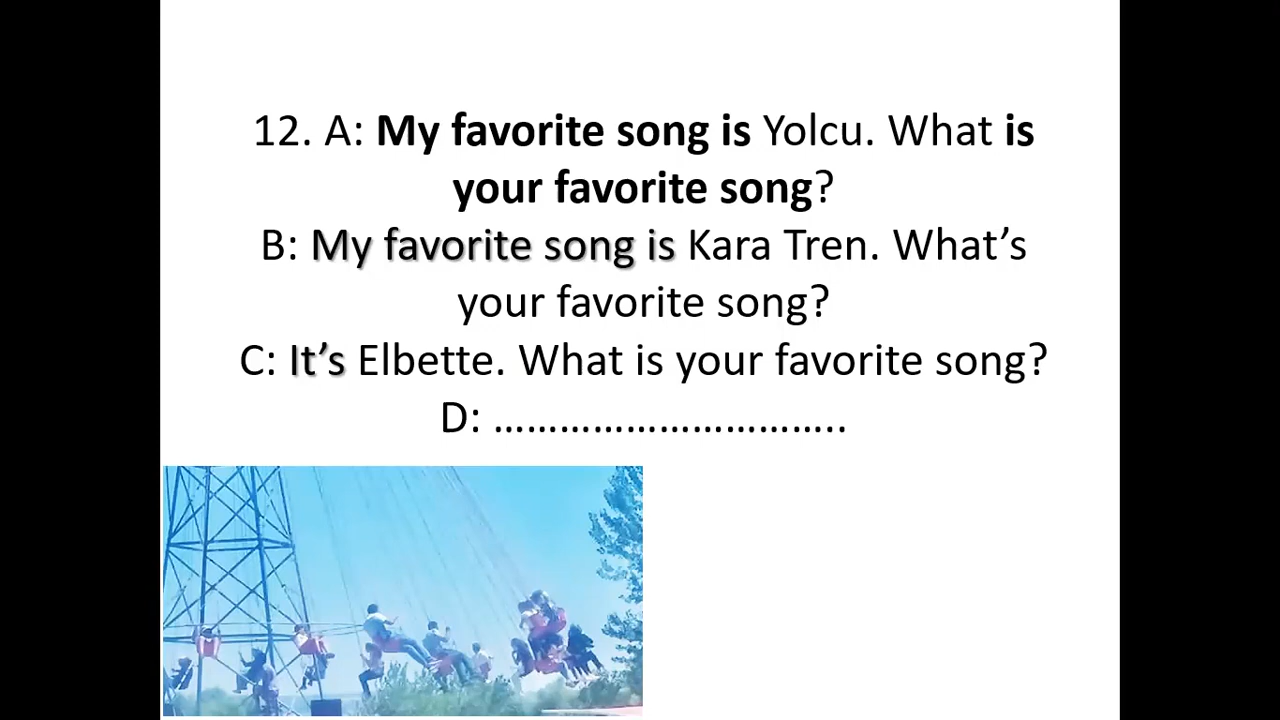 12. A: My favorite song is Yolcu. What is
your favorite song?
B: My favorite song is Kara Tren. What’s
your favorite song?
C: It’s Elbette. What is your favorite song?
D: …………………………..